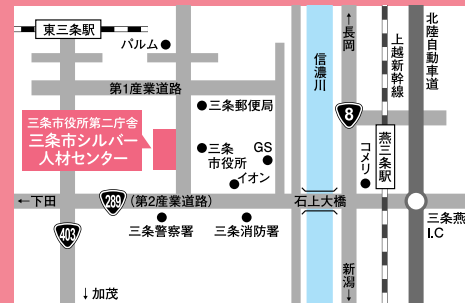 東三条駅
パルム
第1産業道路
三条市役所第二庁舎
三条市シルバー
人材センター
三条郵便局
三条
市役所
GS
イオン
←下田
289
(第2産業道路)
403
三条警察署
三条消防署
↓加茂
信濃川
石上大橋
↑長岡
8
新潟↓
コメリ
上越新幹線
燕三条駅
北陸自動車道
三条燕
I.C